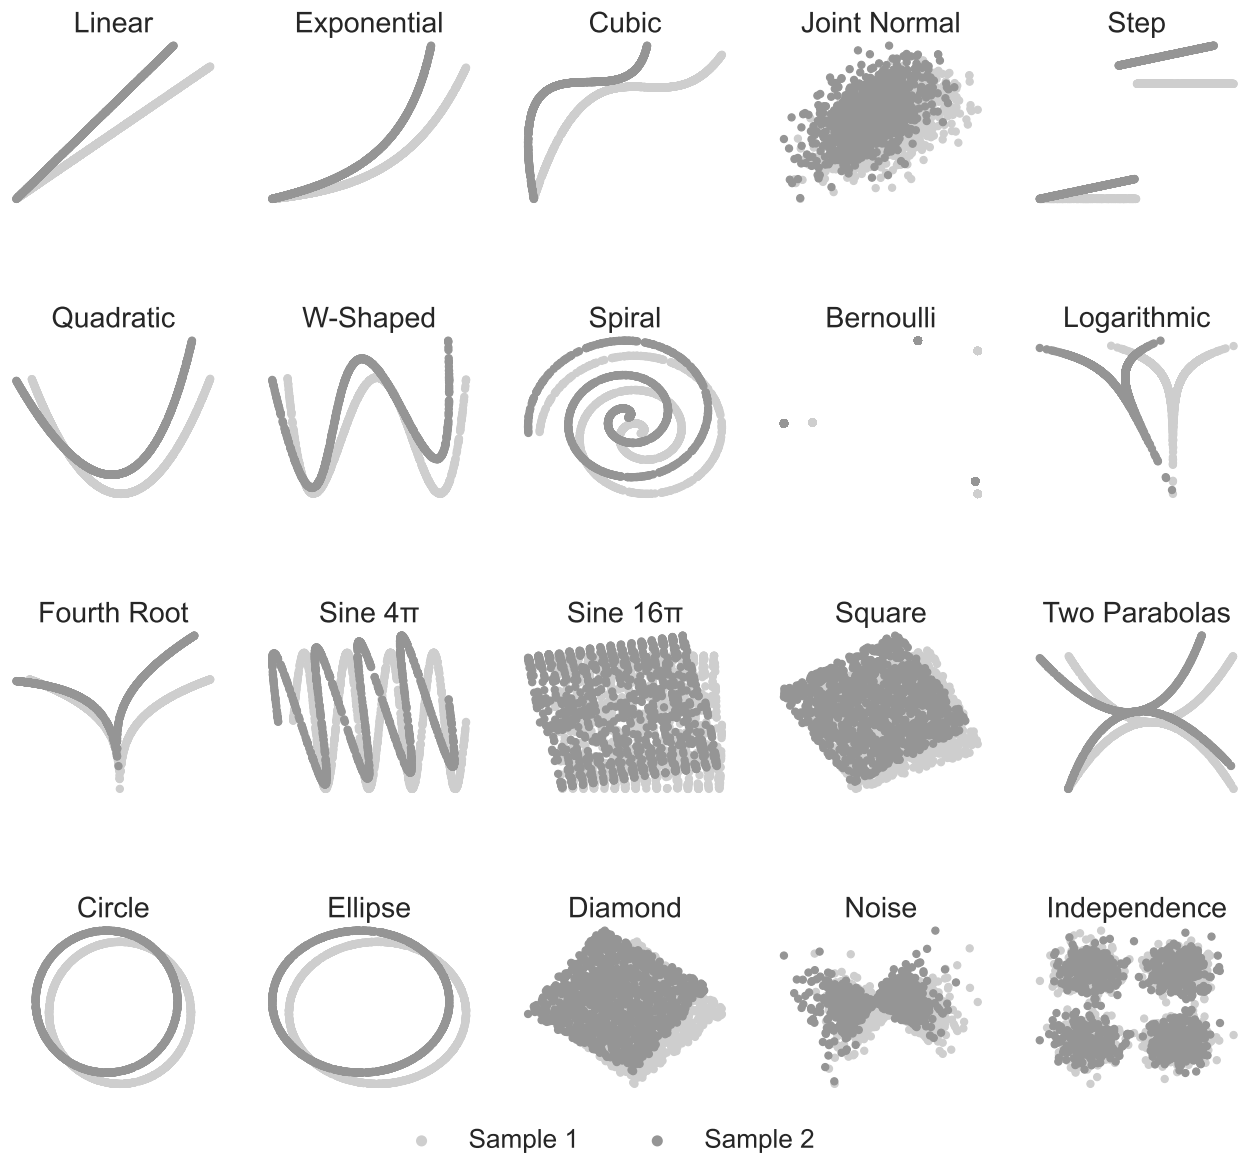 Linear Exponential Cubic Joint Normal Step
Quadratic W-Shaped Spiral Bernoulli Logarithmic
Fourth Root Sine 4π Sine 16π Square Two Parabolas
Circle Ellipse Diamond Noise Independence
Sample 1 Sample 2